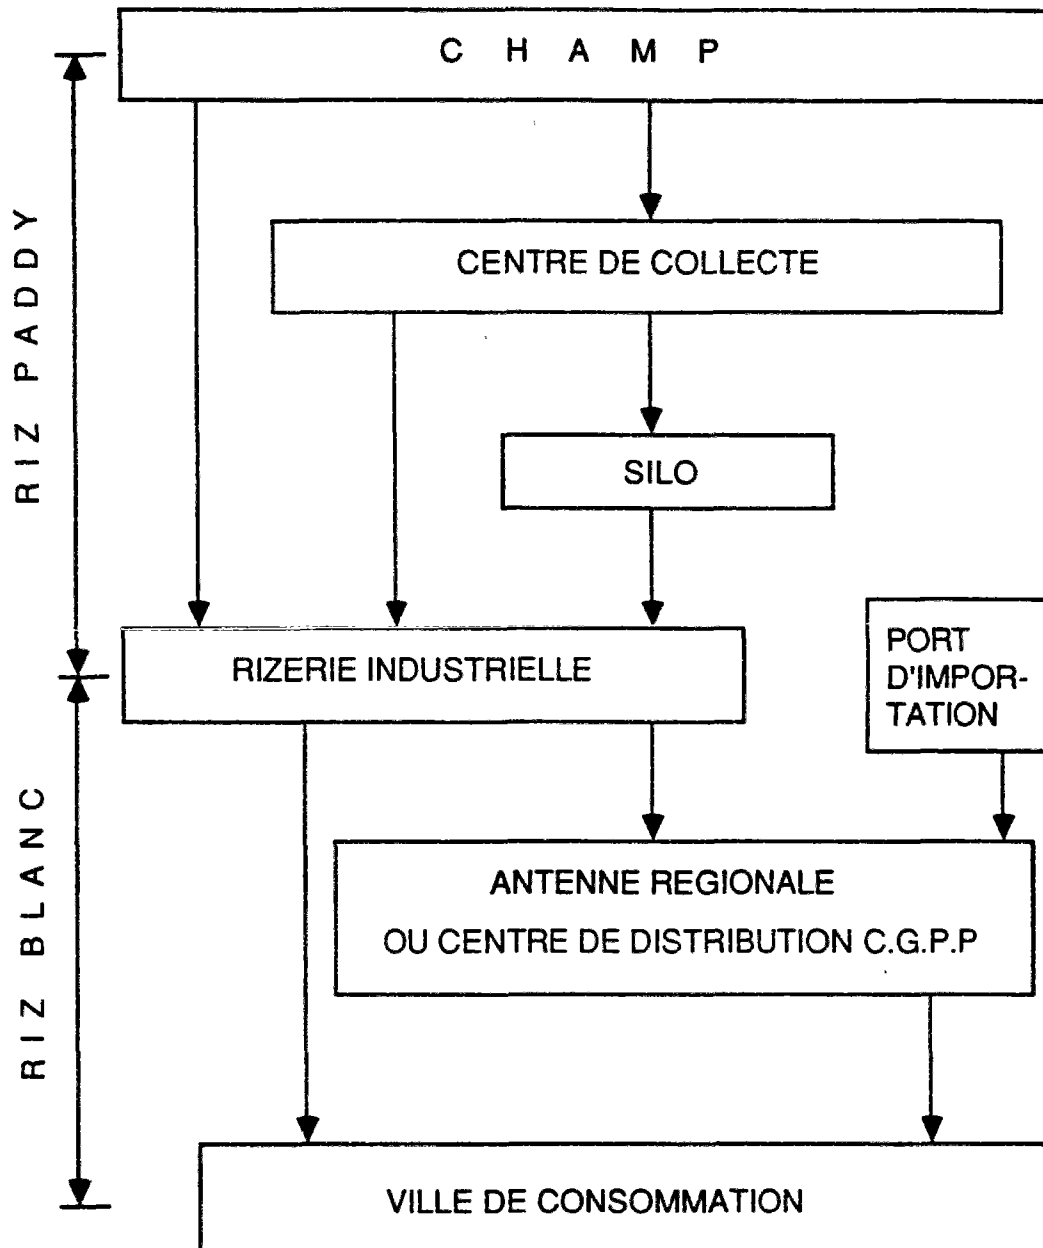 C H A M P
CENTRE DE COLLECTE
SILO
RIZ PADDY
RIZERIE INDUSTRIELLE
PORT
D'IMPOR-
TATION
ANTENNE REGIONALE
OU CENTRE DE DISTRIBUTION C.G.P.P
RIZ BLANC
VILLE DE CONSOMMATION